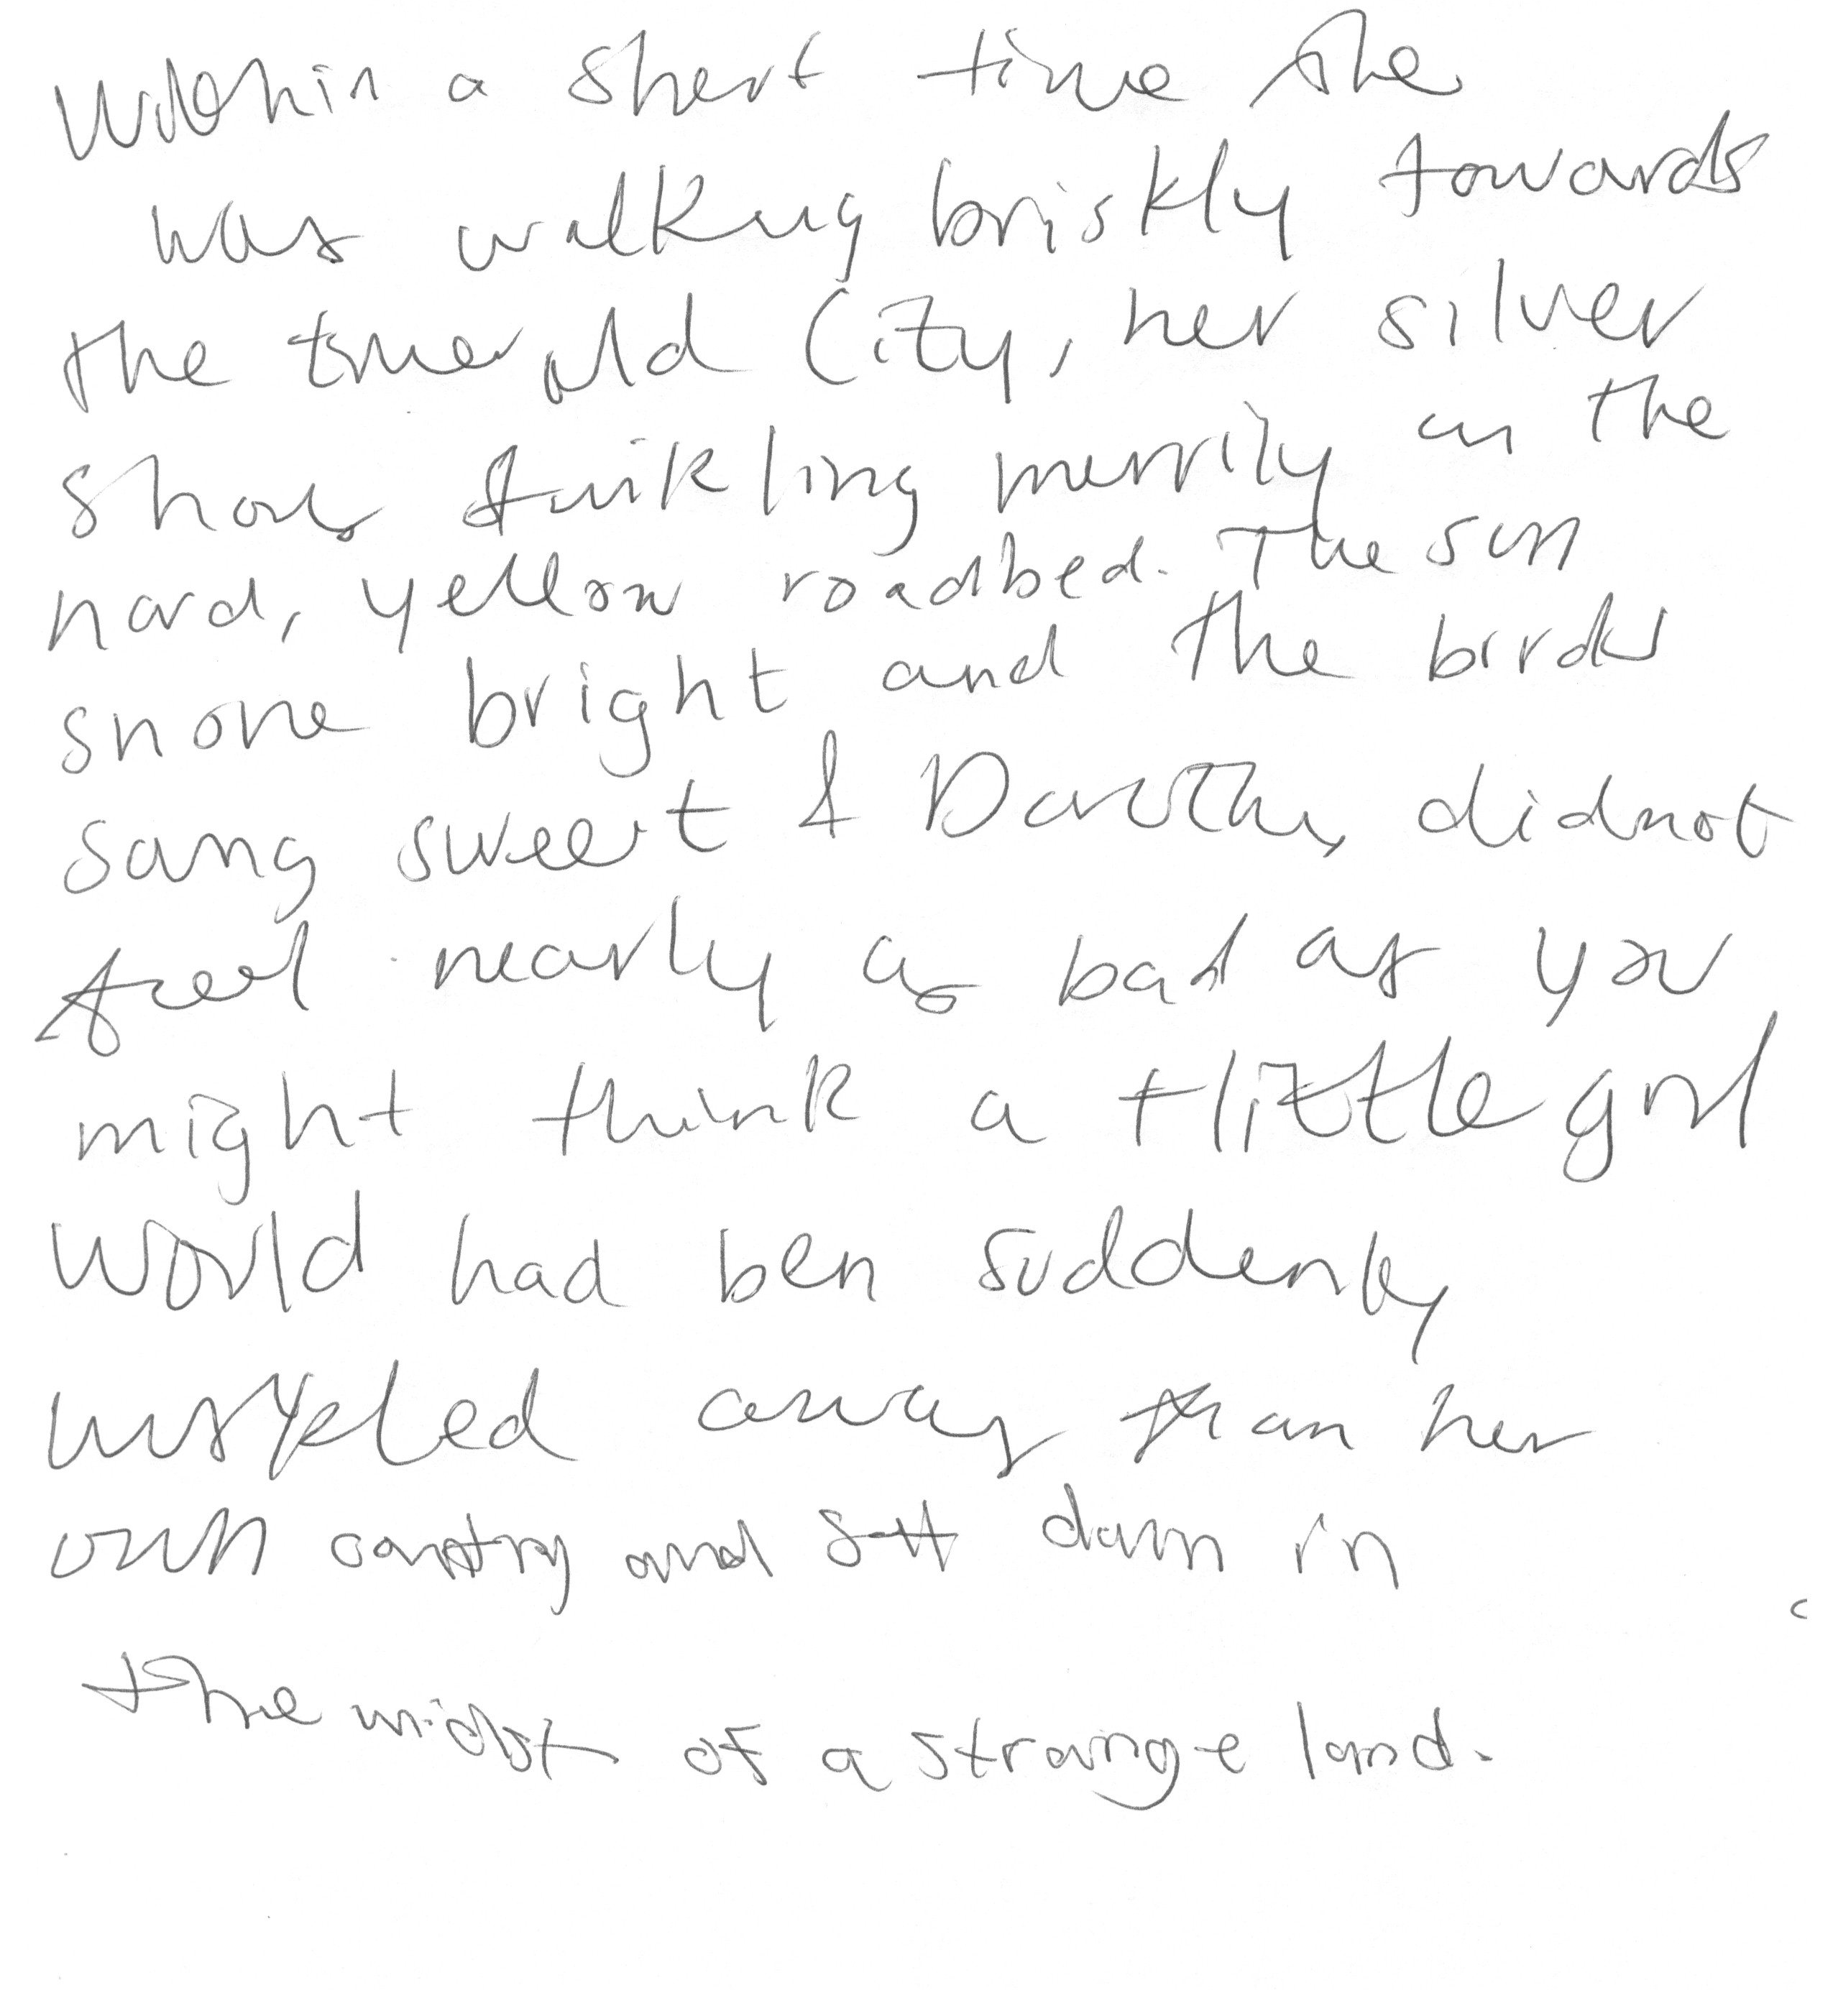 Within a short time she
was walking briskly towards
the Emerald City, her silver
shoes twinkling merrily on the
hard, yellow roadbed. The sun
shone bright and the birds
sang sweet & Dorothy did not
feel nearly as bad as you
might think a little girl
would had ben suddenly
away than her
own country and set down in
the midst of a strange land.